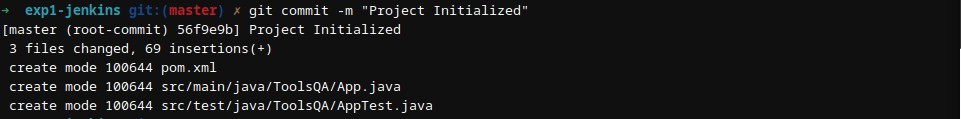 → exp1-jenkins git:(master) ✗ git commit -m "Project Initialized"
[master (root-commit) 56f9e9b] Project Initialized
 3 files changed, 69 insertions(+)
 create mode 100644 pom.xml
 create mode 100644 src/main/java/ToolsQA/App.java
 create mode 100644 src/test/java/ToolsQA/AppTest.java